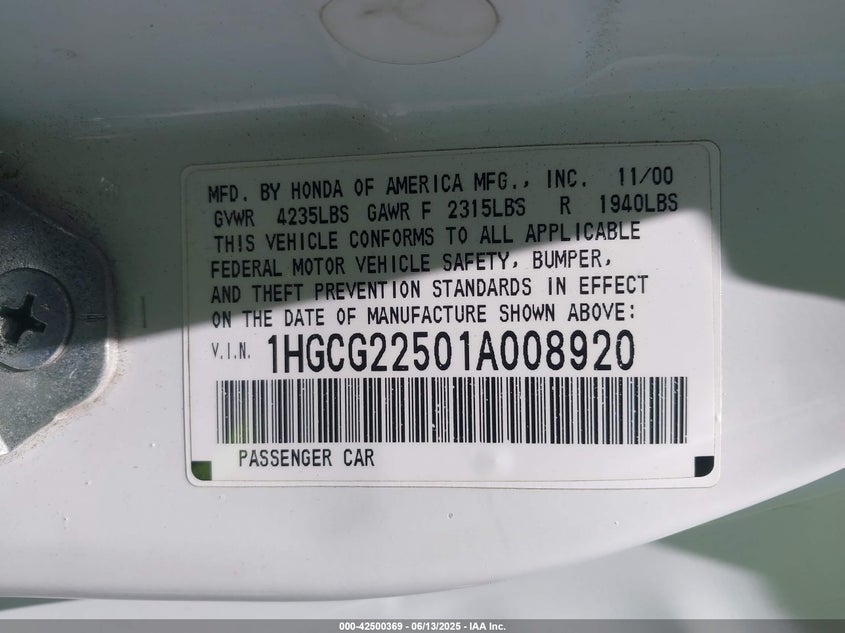 MFD. BY HONDA OF AMERICA MFG., INC. 11/00
GVWR 4235LBS GAWR F 2315LBS R 1940LBS
THIS VEHICLE CONFORMS TO ALL APPLICABLE
FEDERAL MOTOR VEHICLE SAFETY, BUMPER,
AND THEFT PREVENTION STANDARDS IN EFFECT
ON THE DATE OF MANUFACTURE SHOWN ABOVE:
V.I.N. 1HGCG22501A008920
PASSENGER CAR
000-42500369 - 06/13/2025 - IAA Inc.